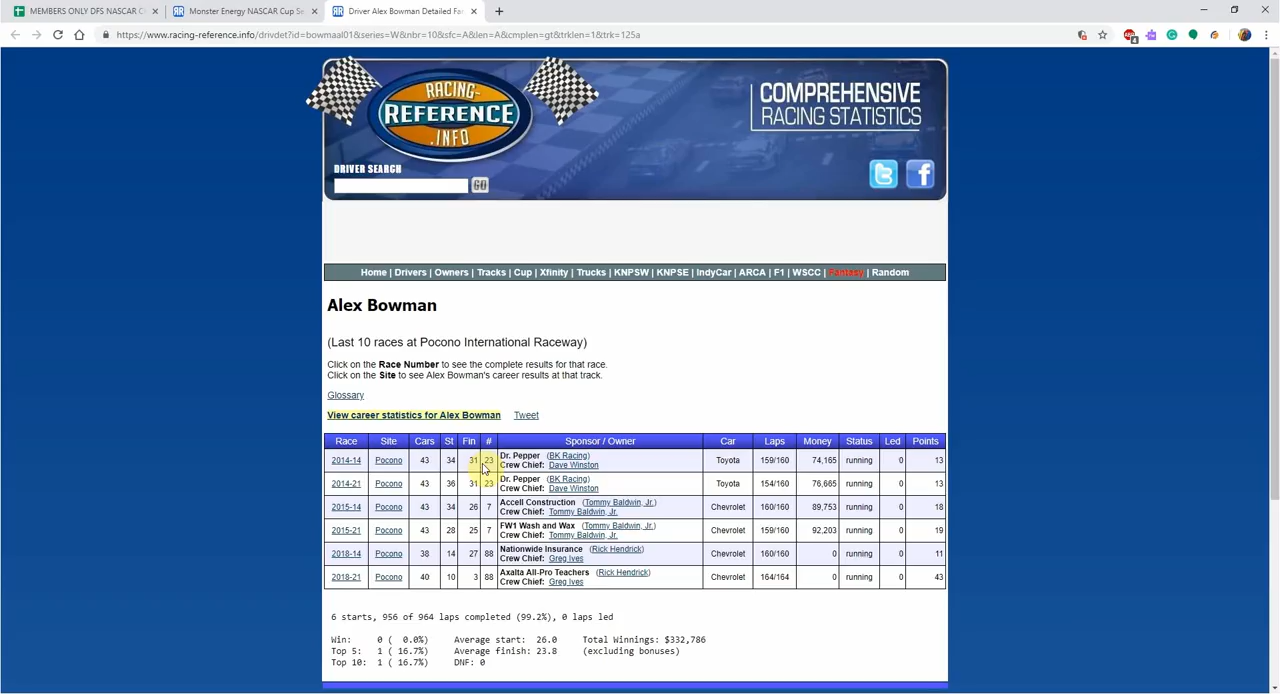 MEMBERS ONLY DFS NASCAR C
Monster Energy NASCAR Cup Se
Driver Alex Bowman Detailed Fa
https://www.racing-reference.info/drivdet?id=bowmaal01&series=W&nbr=10&sfc=A&len=A&cmplen=gt&trklen=1&trk=125a
RACING-
REFERENCE
.INFO
COMPREHENSIVE
RACING STATISTICS
DRIVER SEARCH
GO
Home | Drivers | Owners | Tracks | Cup | Xfinity | Trucks | KNPSW | KNPSE | IndyCar | ARCA | F1 | WSCC | Fantasy | Random
Alex Bowman
(Last 10 races at Pocono International Raceway)
Click on the Race Number to see the complete results for that race.
Click on the Site to see Alex Bowman's career results at that track.
Glossary
View career statistics for Alex Bowman Tweet
Race Site Cars St Fin # Sponsor / Owner Car Laps Money Status Led Points
2014-14 Pocono 43 34 31 23 Dr. Pepper (BK Racing) Toyota 159/160 74,165 running 0 13
Crew Chief: Dave Winston
2014-21 Pocono 43 36 31 23 Dr. Pepper (BK Racing) Toyota 154/160 76,665 running 0 13
Crew Chief: Dave Winston
2015-14 Pocono 43 34 26 7 Accell Construction (Tommy Baldwin, Jr.) Chevrolet 160/160 89,753 running 0 18
Crew Chief: Tommy Baldwin, Jr.
2015-21 Pocono 43 28 25 7 FW1 Wash and Wax (Tommy Baldwin, Jr.) Chevrolet 159/160 92,203 running 0 19
Crew Chief: Tommy Baldwin, Jr.
2018-14 Pocono 38 14 27 88 Nationwide Insurance (Rick Hendrick) Chevrolet 160/160 0 running 0 11
Crew Chief: Greg Ives
2018-21 Pocono 40 10 3 88 Axalta All-Pro Teachers (Rick Hendrick) Chevrolet 164/164 0 running 0 43
Crew Chief: Greg Ives
6 starts, 956 of 964 laps completed (99.2%), 0 laps led
Win: 0 ( 0.0%) Average start: 26.0 Total Winnings: $332,786
Top 5: 1 ( 16.7%) Average finish: 23.8 (excluding bonuses)
Top 10: 1 ( 16.7%) DNF: 0